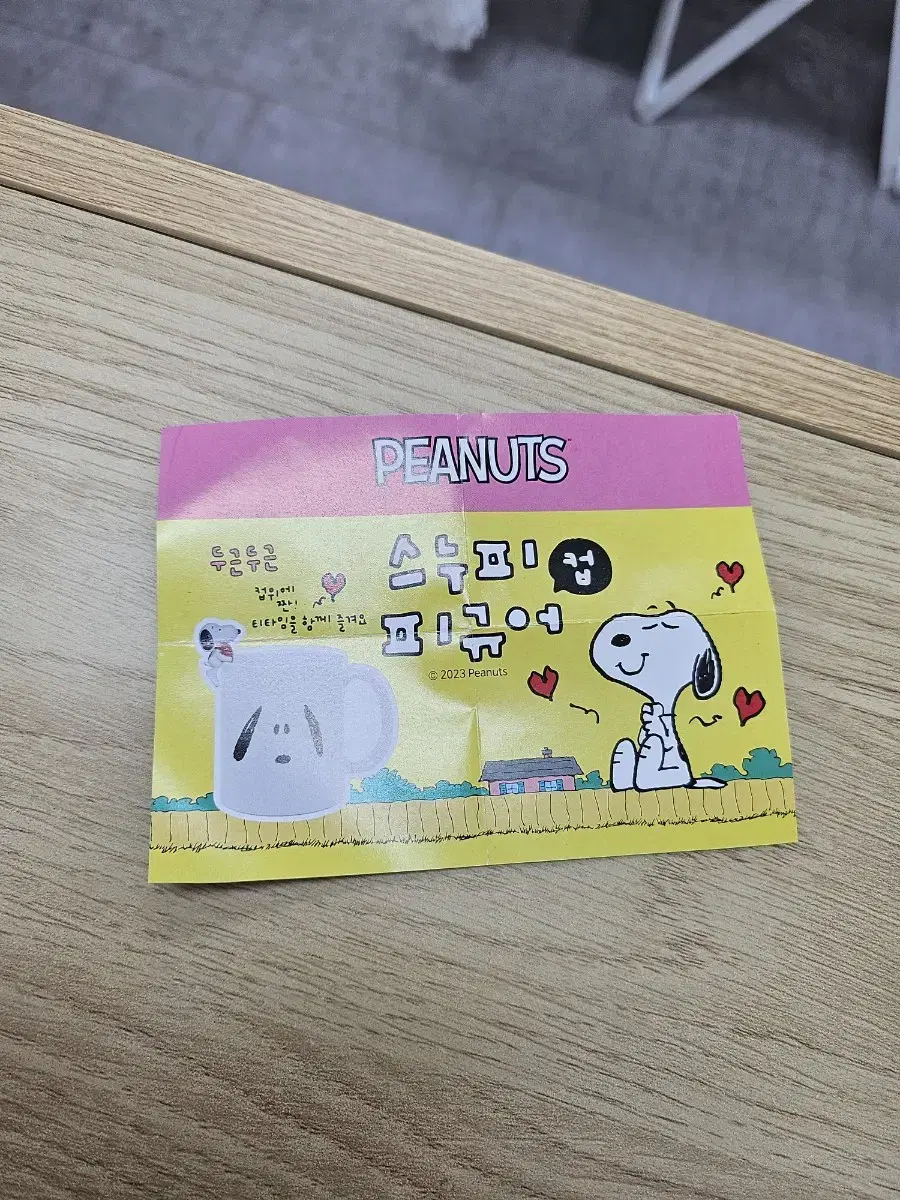 PEANUTS
두근두근
컵위에
짠!
티타임을 함께 즐겨요
스누피 컵
피규어
© 2023 Peanuts